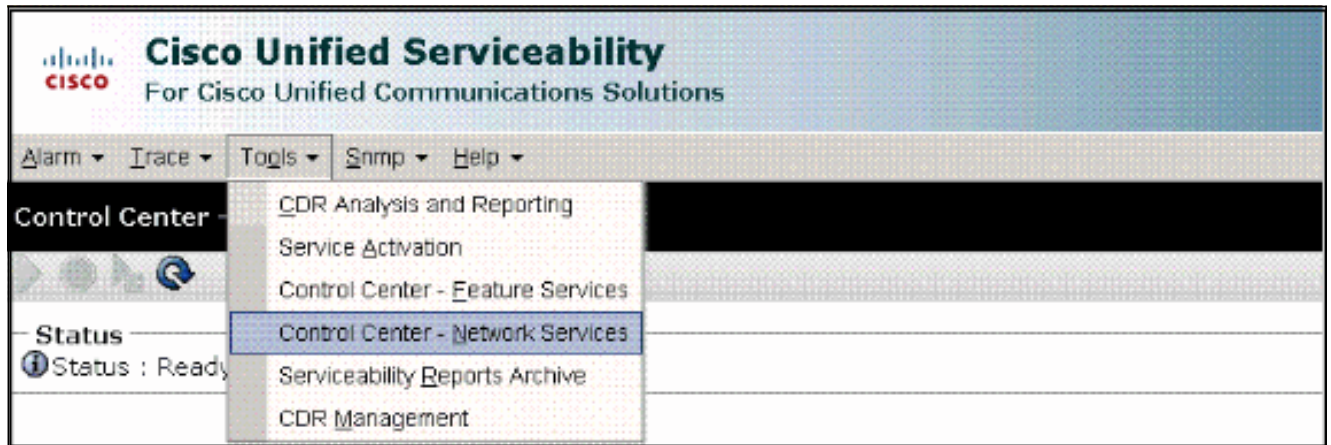 CISCO
Cisco Unified Serviceability
For Cisco Unified Communications Solutions
Alarm Trace Tools Snmp Help
Control Center -
CDR Analysis and Reporting
Service Activation
Control Center - Feature Services
Control Center - Network Services
Serviceability Reports Archive
CDR Management
Status
Status : Ready